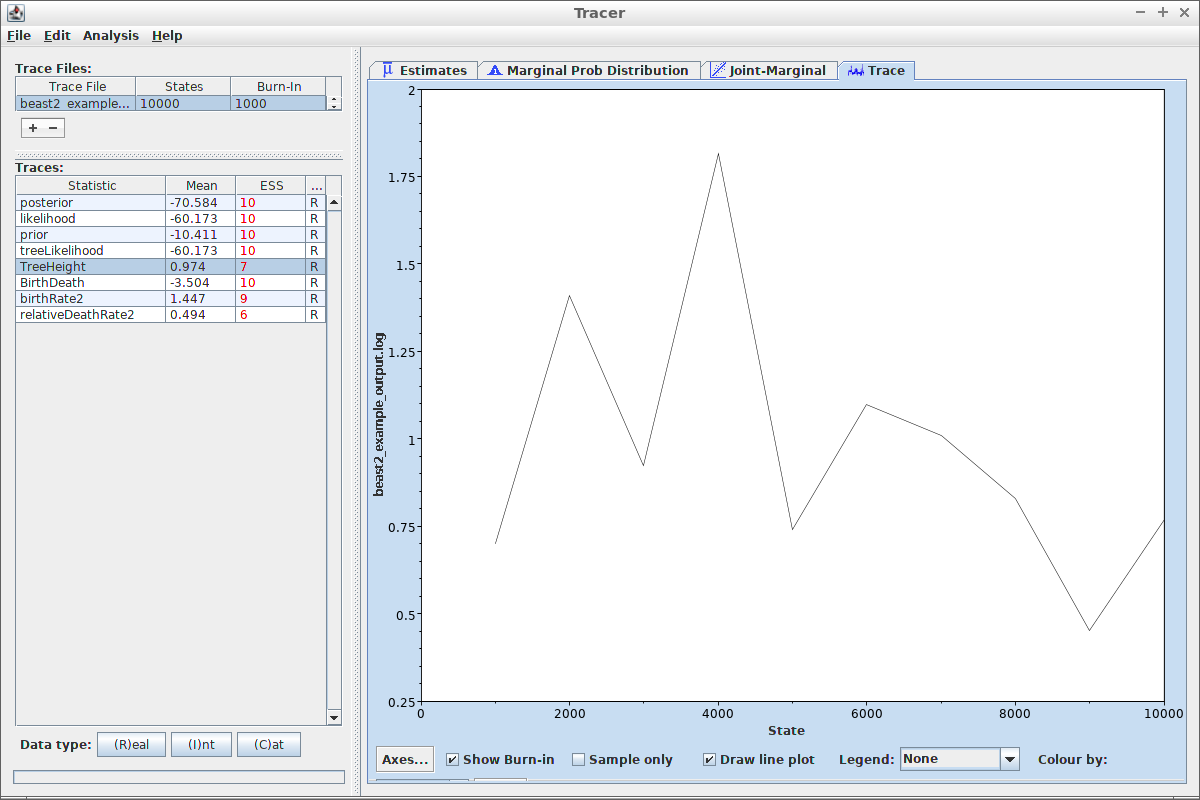 Tracer
File Edit Analysis Help
Trace Files:
Trace File States Burn-In
beast2_example... 10000 1000
+ −
Traces:
Statistic Mean ESS ...
posterior -70.584 10 R
likelihood -60.173 10 R
prior -10.411 10 R
treeLikelihood -60.173 10 R
TreeHeight 0.974 7 R
BirthDeath -3.504 10 R
birthRate2 1.447 9 R
relativeDeathRate2 0.494 6 R
Data type: (R)eal (I)nt (C)at
μ Estimates Marginal Prob Distribution Joint-Marginal Trace
2
1.75
1.5
1.25
1
0.75
0.5
0.25
beast2_example_output.log
0 2000 4000 6000 8000 10000
State
Axes... Show Burn-in Sample only Draw line plot Legend: None Colour by: